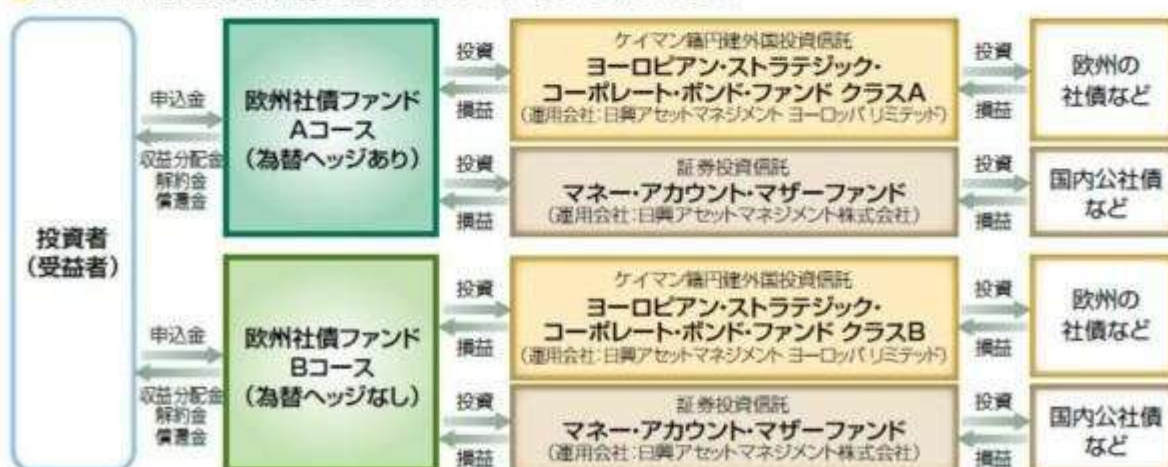 投資者
(受益者)
申込金
収益分配金
解約金
償還金
欧州社債ファンド
Aコース
(為替ヘッジあり)
投資
損益
ケイマン籍円建外国投資信託
ヨーロピアン・ストラテジック・
コーポレート・ボンド・ファンド クラスA
(運用会社:日興アセットマネジメント ヨーロッパ リミテッド)
投資
損益
欧州の
社債など
投資
損益
証券投資信託
マネー・アカウント・マザーファンド
(運用会社:日興アセットマネジメント株式会社)
投資
損益
国内公社債
など
申込金
収益分配金
解約金
償還金
欧州社債ファンド
Bコース
(為替ヘッジなし)
投資
損益
ケイマン籍円建外国投資信託
ヨーロピアン・ストラテジック・
コーポレート・ボンド・ファンド クラスB
(運用会社:日興アセットマネジメント ヨーロッパ リミテッド)
投資
損益
欧州の
社債など
投資
損益
証券投資信託
マネー・アカウント・マザーファンド
(運用会社:日興アセットマネジメント株式会社)
投資
損益
国内公社債
など